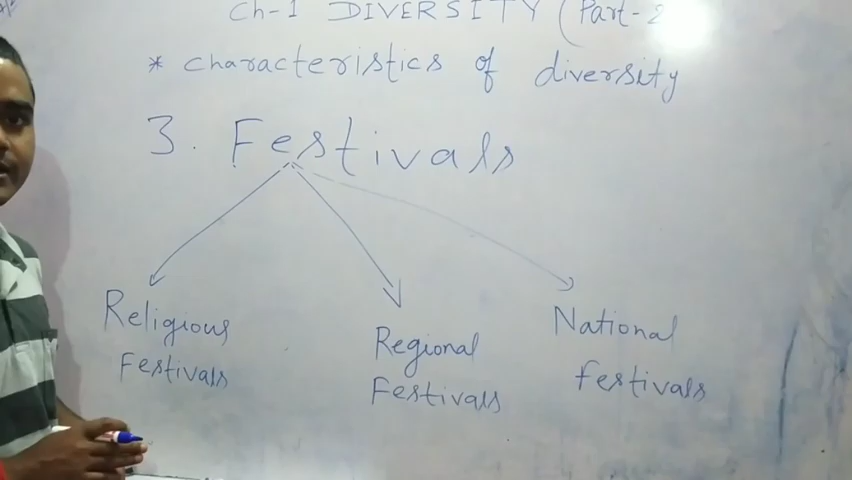 Ch-1 DIVERSITY (Part-2
* characteristics of diversity
3. Festivals
Religious Festivals
Regional Festivals
National festivals